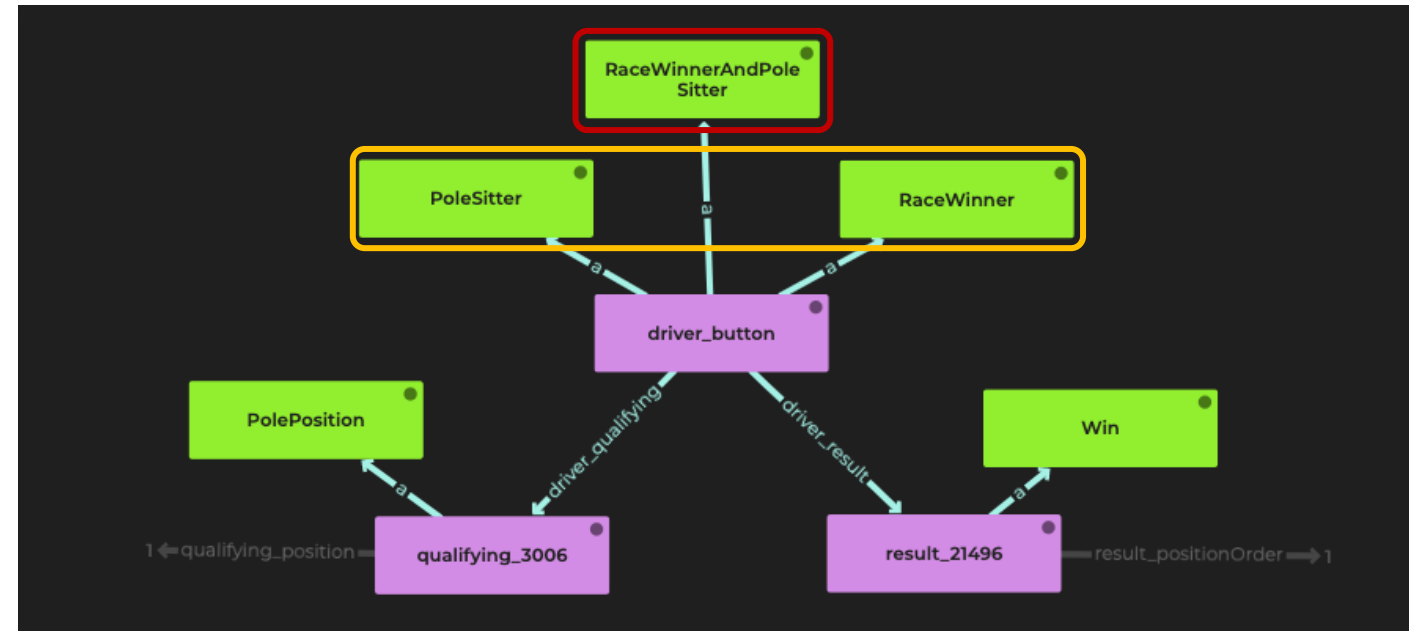 RaceWinnerAndPole
Sitter
PoleSitter
a
RaceWinner
a
a
driver_button
PolePosition
driver_qualifying
driver_result
Win
a
a
1
qualifying_position
qualifying_3006
result_21496
result_positionOrder
1